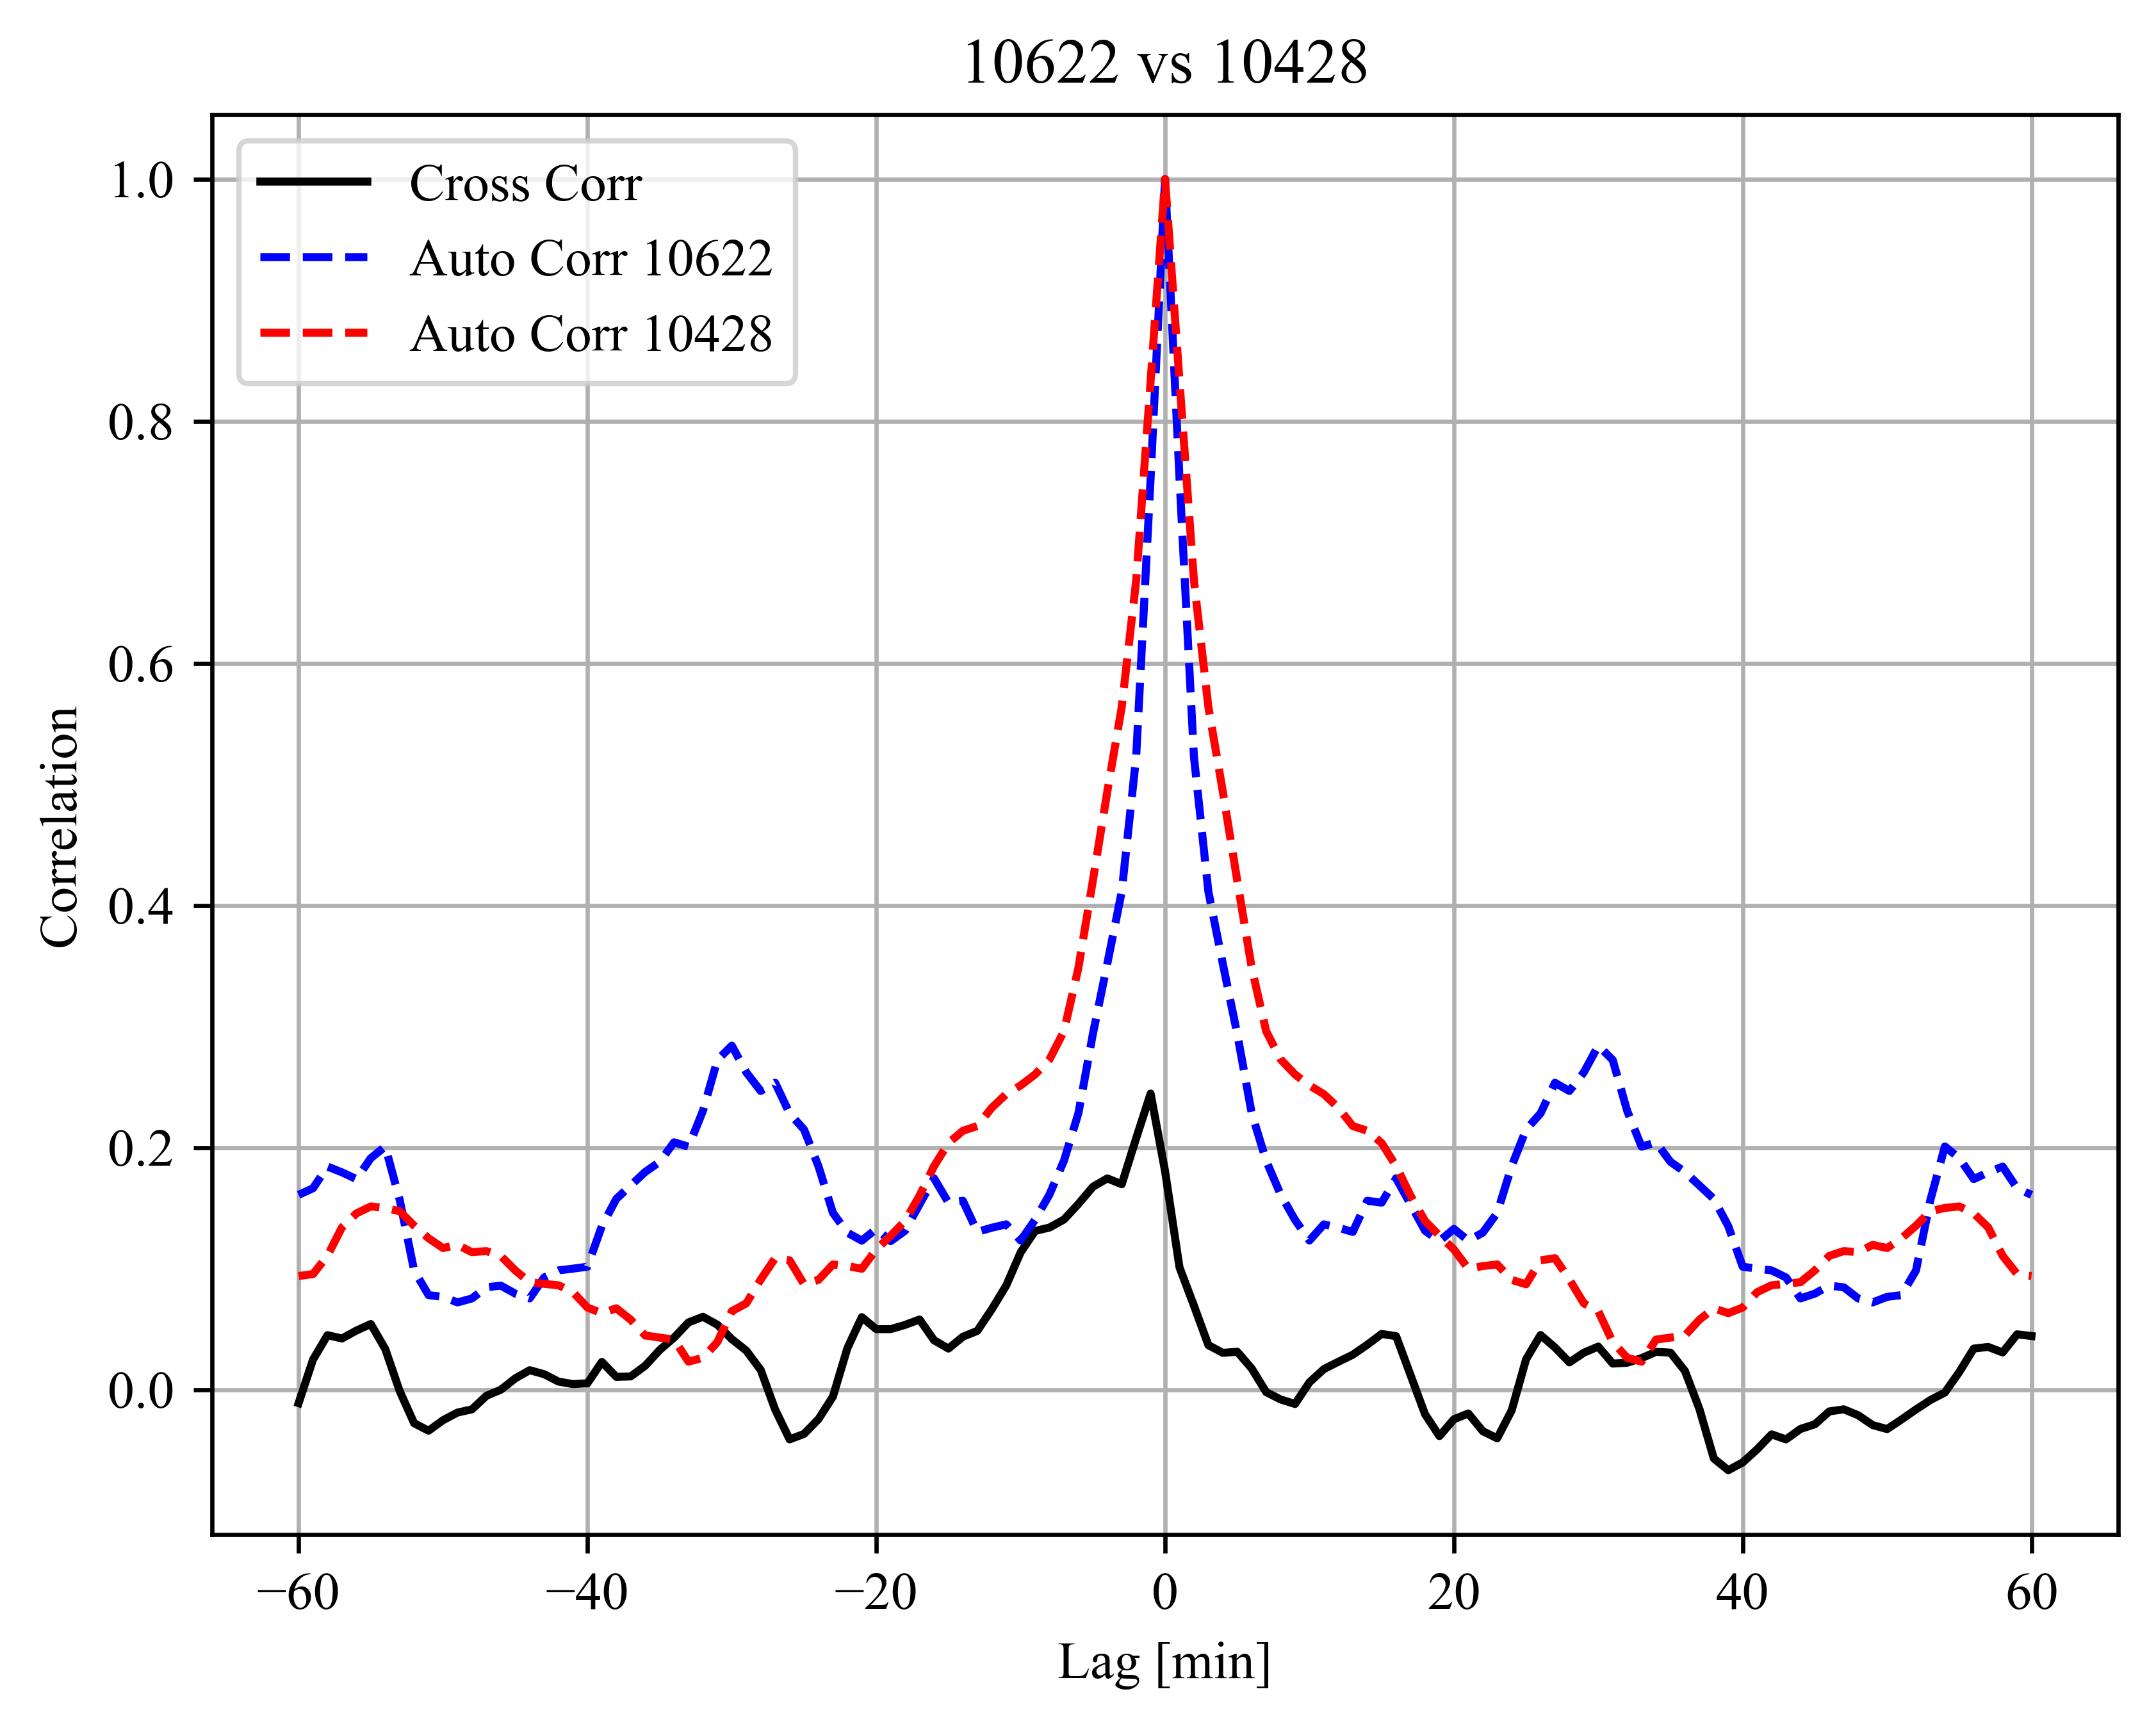 10622 vs 10428
Cross Corr
Auto Corr 10622
Auto Corr 10428
Correlation
1.0
0.8
0.6
0.4
0.2
0.0
−60 −40 −20 0 20 40 60
Lag [min]